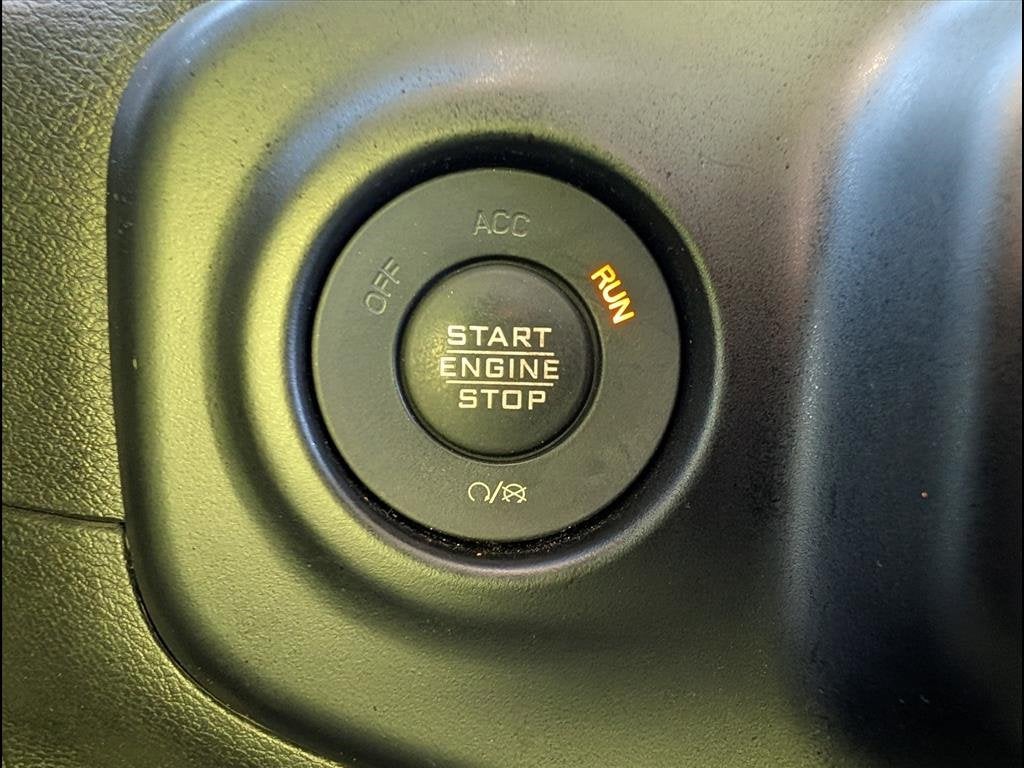 ACC
OFF
RUN
START
ENGINE
STOP